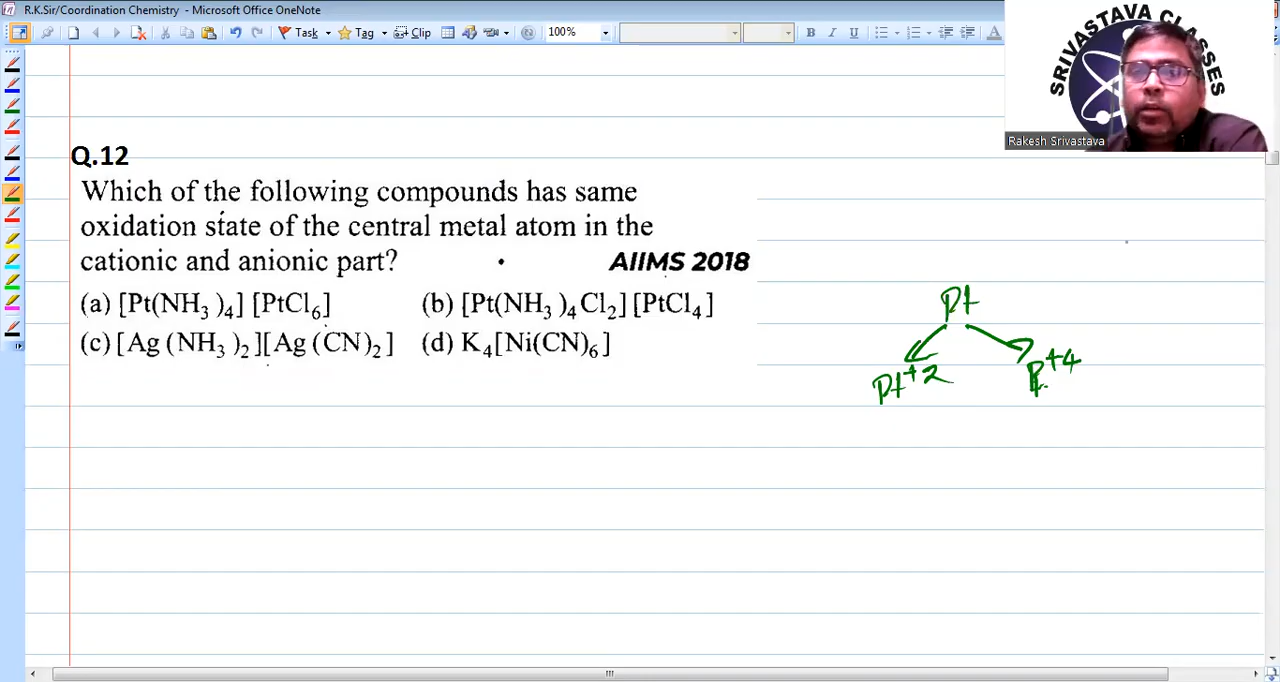 R.K.Sir/Coordination Chemistry - Microsoft Office OneNote
Task Tag Clip 100% B I U A
SRIVASTAVA CLASSES
Rakesh Srivastava
Q.12
Which of the following compounds has same
oxidation state of the central metal atom in the
cationic and anionic part?
AIIMS 2018
(a) [Pt(NH₃)₄] [PtCl₆] (b) [Pt(NH₃)₄Cl₂] [PtCl₄]
(c) [Ag(NH₃)₂][Ag(CN)₂] (d) K₄[Ni(CN)₆]
Pt
Pt+2 +4